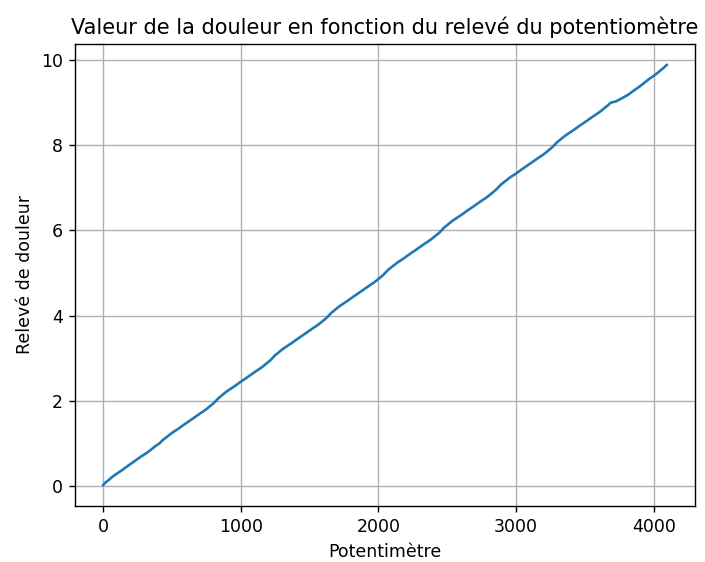 Valeur de la douleur en fonction du relevé du potentiomètre
10
8
6
4
2
0
Relevé de douleur
0 1000 2000 3000 4000
Potentimètre